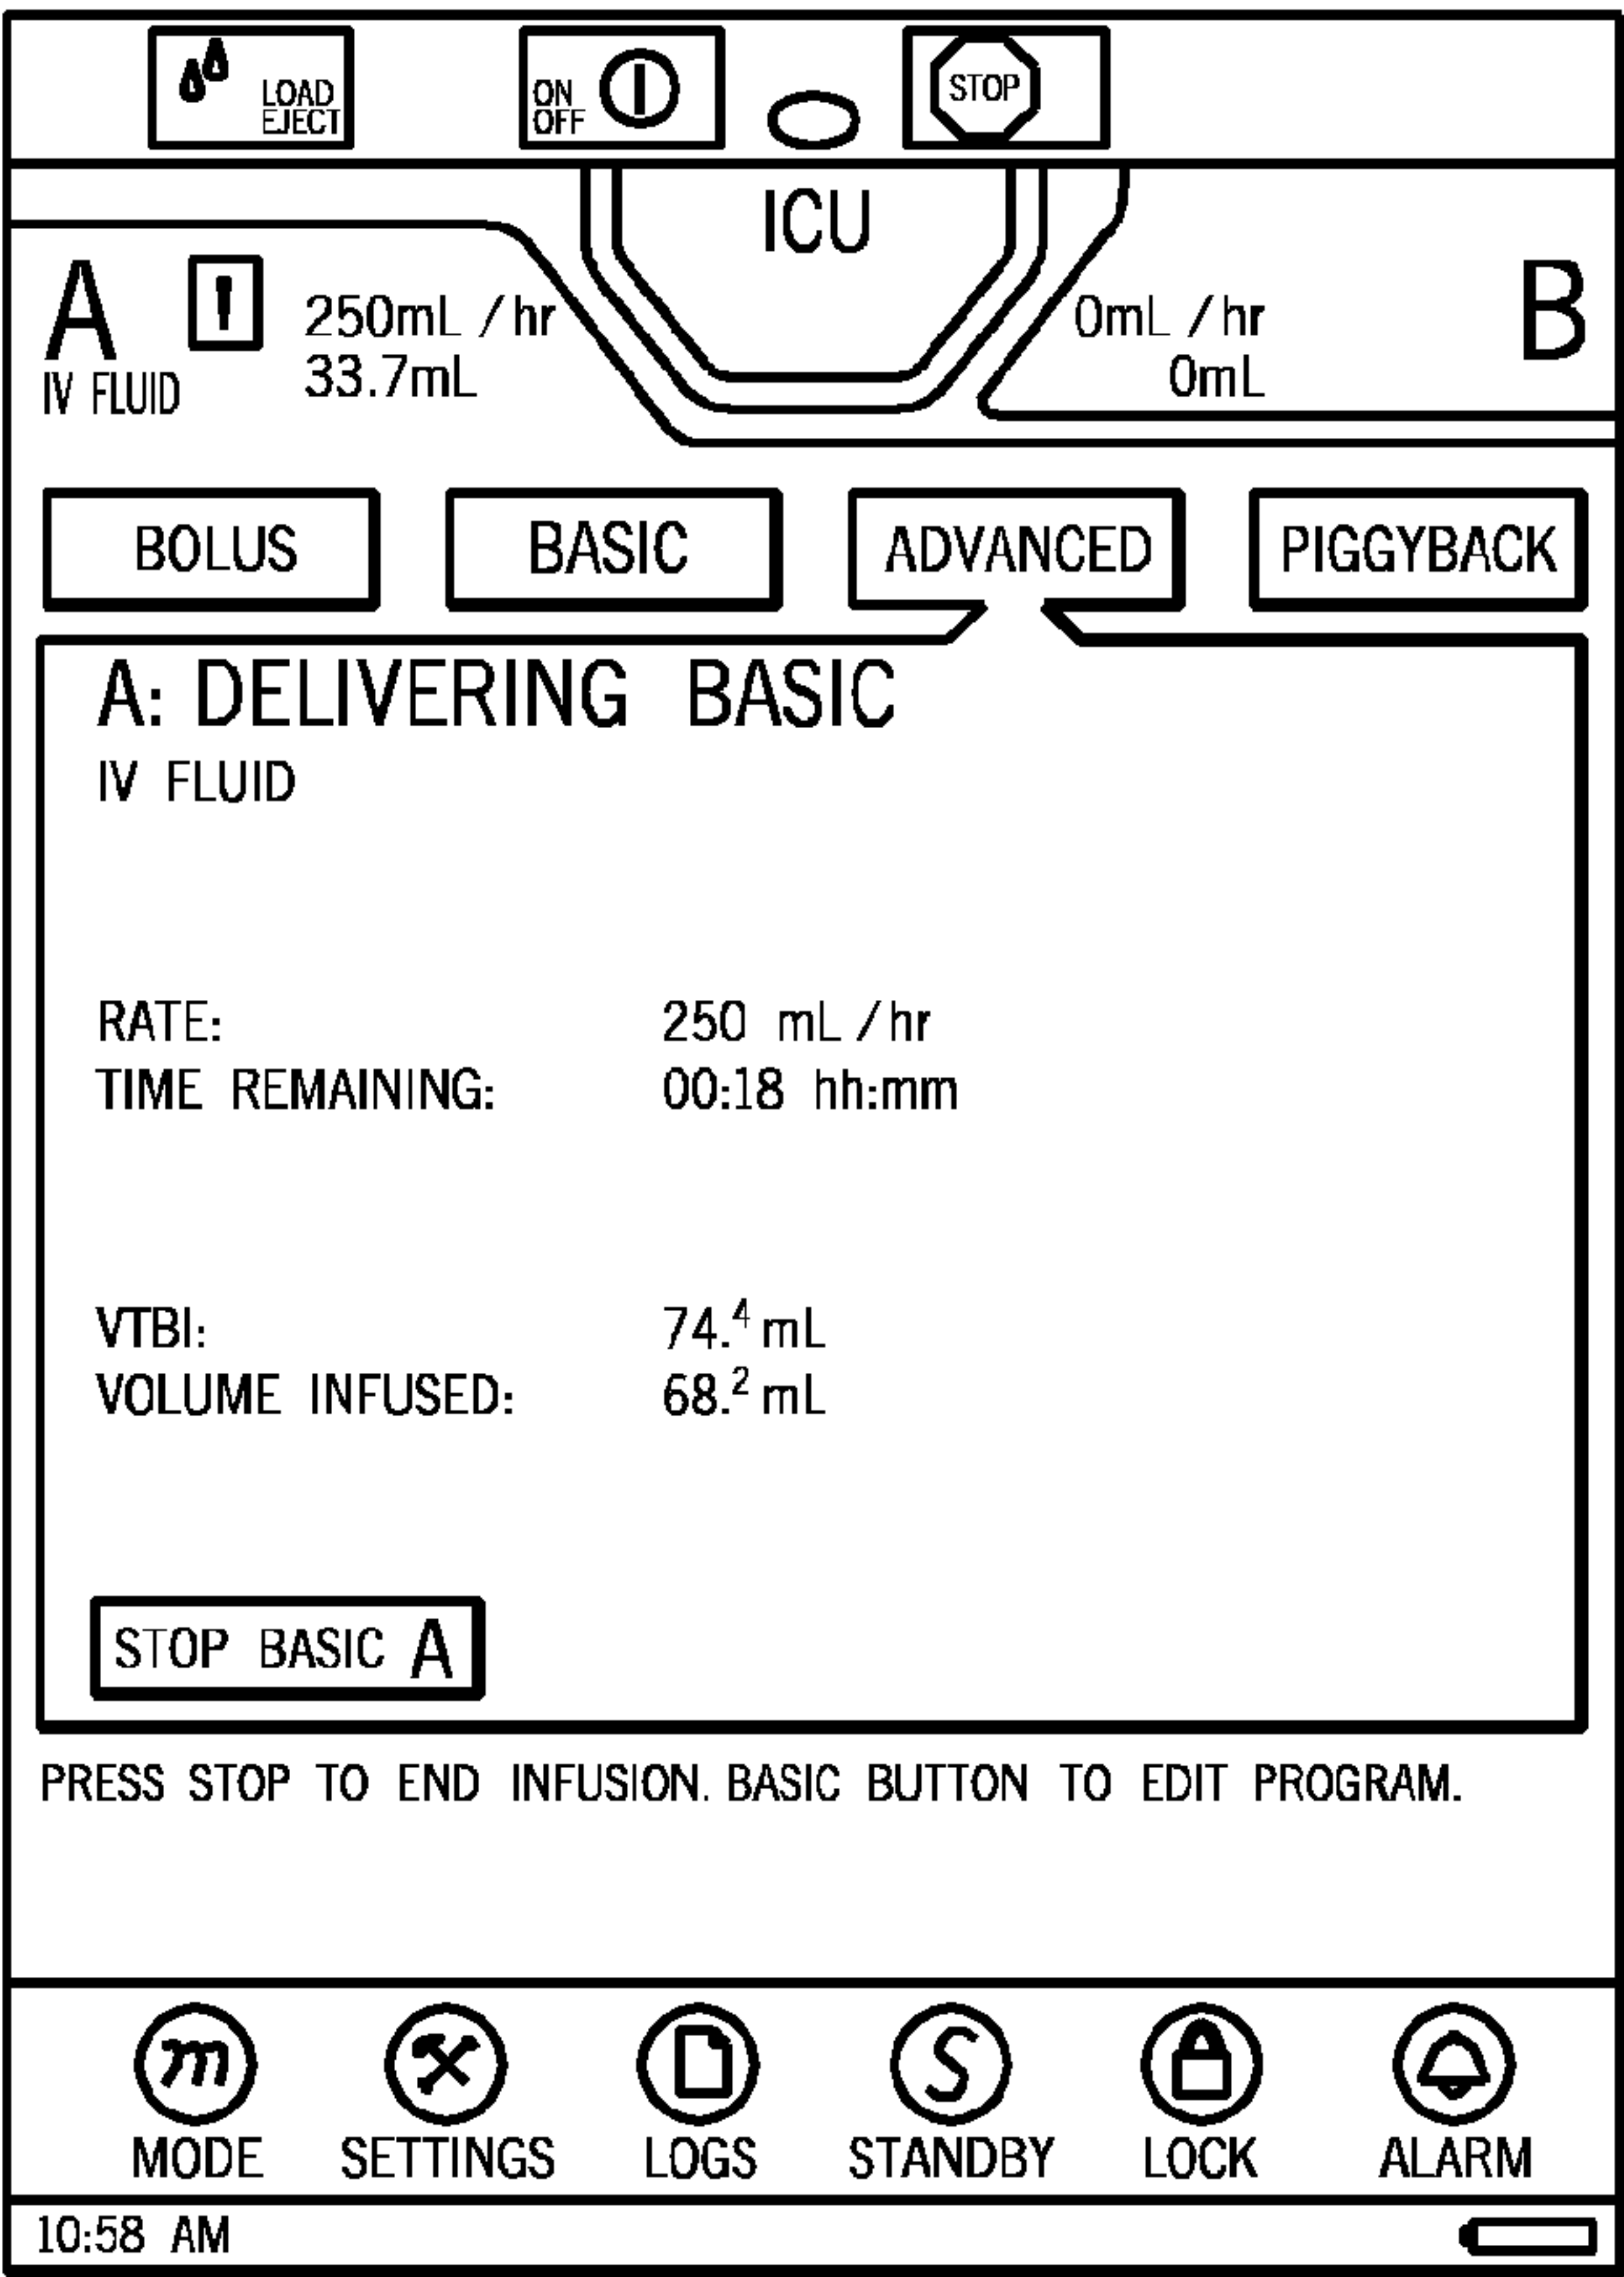 LOAD
EJECT
ON
OFF
STOP
ICU
A
250mL/hr
33.7mL
IV FLUID
0mL/hr
0mL
B
BOLUS
BASIC
ADVANCED
PIGGYBACK
A: DELIVERING BASIC
IV FLUID
RATE: 250 mL/hr
TIME REMAINING: 00:18 hh:mm
VTBI: 74.4 mL
VOLUME INFUSED: 68.2 mL
STOP BASIC A
PRESS STOP TO END INFUSION. BASIC BUTTON TO EDIT PROGRAM.
MODE
SETTINGS
LOGS
STANDBY
LOCK
ALARM
10:58 AM